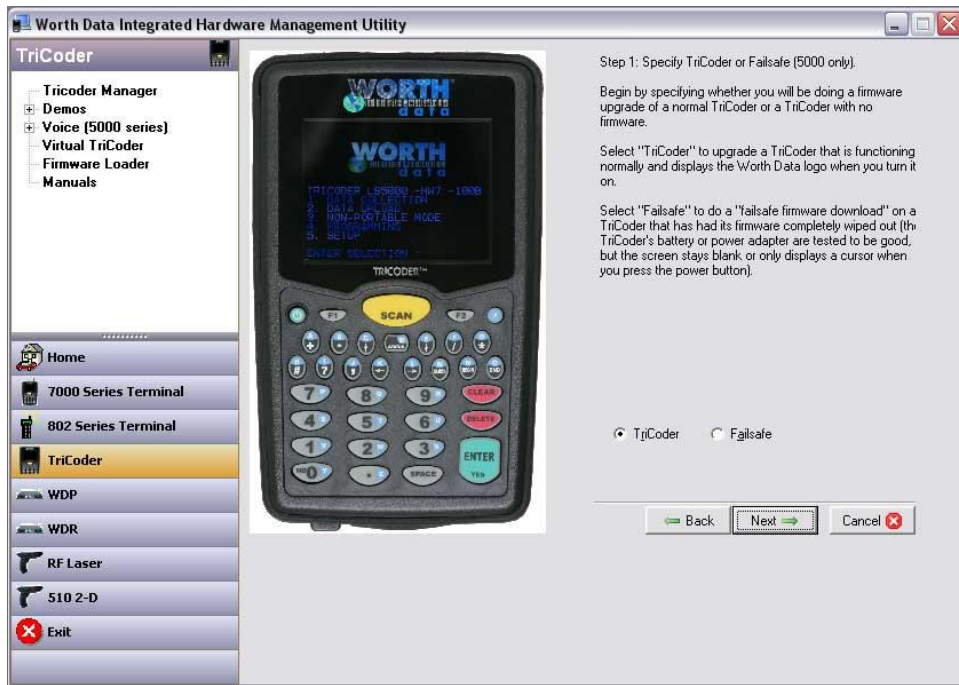 Worth Data Integrated Hardware Management Utility
TriCoder
Tricoder Manager
Demos
Voice (5000 series)
Virtual TriCoder
Firmware Loader
Manuals
Home
7000 Series Terminal
802 Series Terminal
TriCoder
WDP
WDR
RF Laser
510 2-D
Exit
WORTH
data
WORTH
data
TRICODER LS5000 -HW7 -100B
1. DATA COLLECTION
2. DATA UPLOAD
3. NON-PORTABLE MODE
4. PROGRAMMING
5. SETUP
ENTER SELECTION -
TRICODER™
F1 SCAN F2
7 8 9 CLEAR
4 5 6 DELETE
1 2 3 ENTER
0 SPACE YES
Step 1: Specify TriCoder or Failsafe (5000 only).
Begin by specifying whether you will be doing a firmware
upgrade of a normal TriCoder or a TriCoder with no
firmware.
Select "TriCoder" to upgrade a TriCoder that is functioning
normally and displays the Worth Data logo when you turn it
on.
Select "Failsafe" to do a "failsafe firmware download" on a
TriCoder that has had its firmware completely wiped out (the
TriCoder's battery or power adapter are tested to be good,
but the screen stays blank or only displays a cursor when
you press the power button).
TriCoder Failsafe
Back Next Cancel